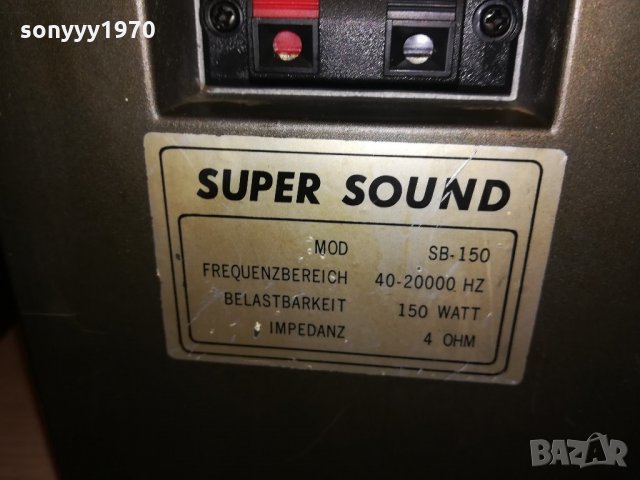 sonyyy1970
SUPER SOUND
MOD SB-150
FREQUENZBEREICH 40-20000 HZ
BELASTBARKEIT 150 WATT
IMPEDANZ 4 OHM
BAZAR